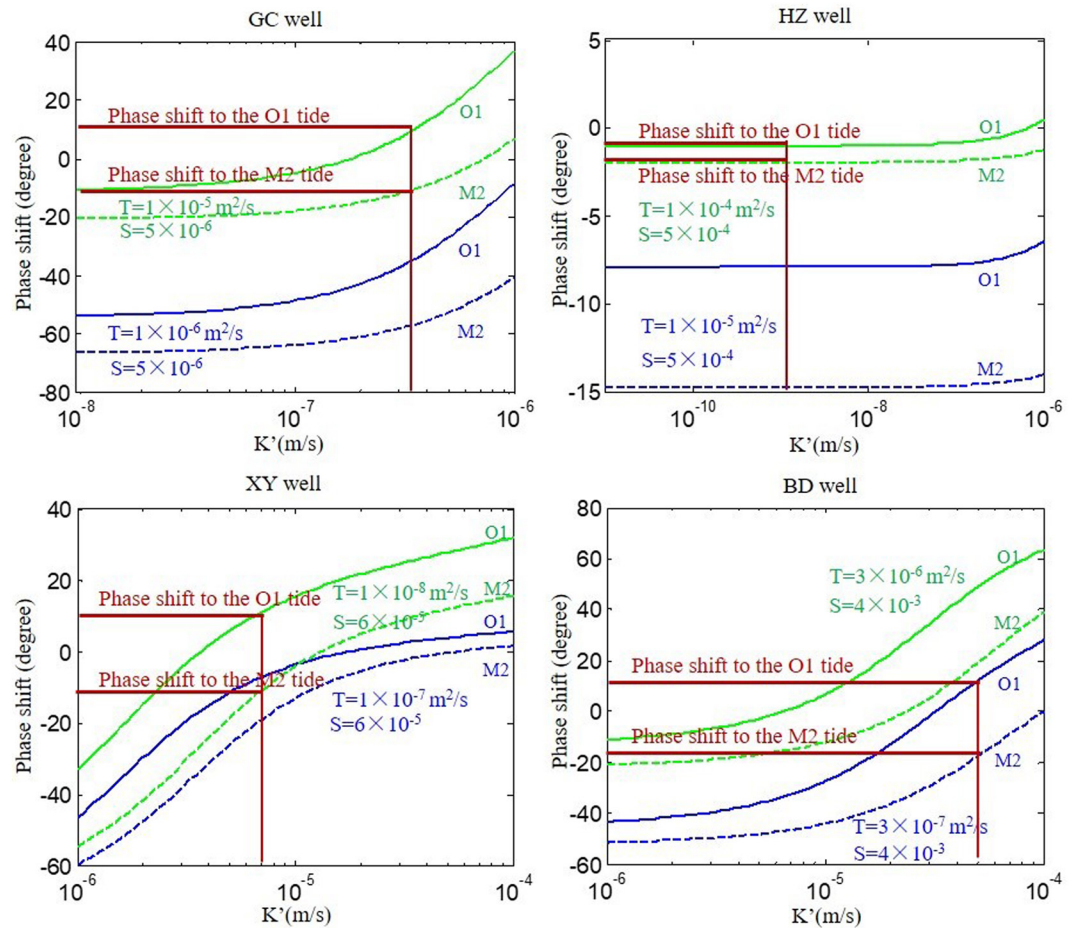 GC well
40
20
0
-20
-40
-60
-80
Phase shift (degree)
Phase shift to the O1 tide
O1
Phase shift to the M2 tide
M2
T=1×10⁻⁵ m²/s
S=5×10⁻⁶
O1
T=1×10⁻⁶ m²/s
S=5×10⁻⁶
M2
10⁻⁸
10⁻⁷
10⁻⁶
K'(m/s)
HZ well
5
0
-5
-10
-15
Phase shift (degree)
Phase shift to the O1 tide
O1
Phase shift to the M2 tide
M2
T=1×10⁻⁴ m²/s
S=5×10⁻⁴
O1
T=1×10⁻⁵ m²/s
S=5×10⁻⁴
M2
10⁻¹⁰
10⁻⁸
10⁻⁶
K'(m/s)
XY well
40
20
0
-20
-40
-60
Phase shift (degree)
O1
T=1×10⁻⁸ m²/s
M2
Phase shift to the O1 tide
S=6×10⁻⁵
O1
M2
Phase shift to the M2 tide
T=1×10⁻⁷ m²/s
S=6×10⁻⁵
10⁻⁶
10⁻⁵
10⁻⁴
K'(m/s)
BD well
80
60
40
20
0
-20
-40
-60
Phase shift (degree)
O1
T=3×10⁻⁶ m²/s
S=4×10⁻³
M2
Phase shift to the O1 tide
O1
Phase shift to the M2 tide
M2
T=3×10⁻⁷ m²/s
S=4×10⁻³
10⁻⁶
10⁻⁵
10⁻⁴
K'(m/s)